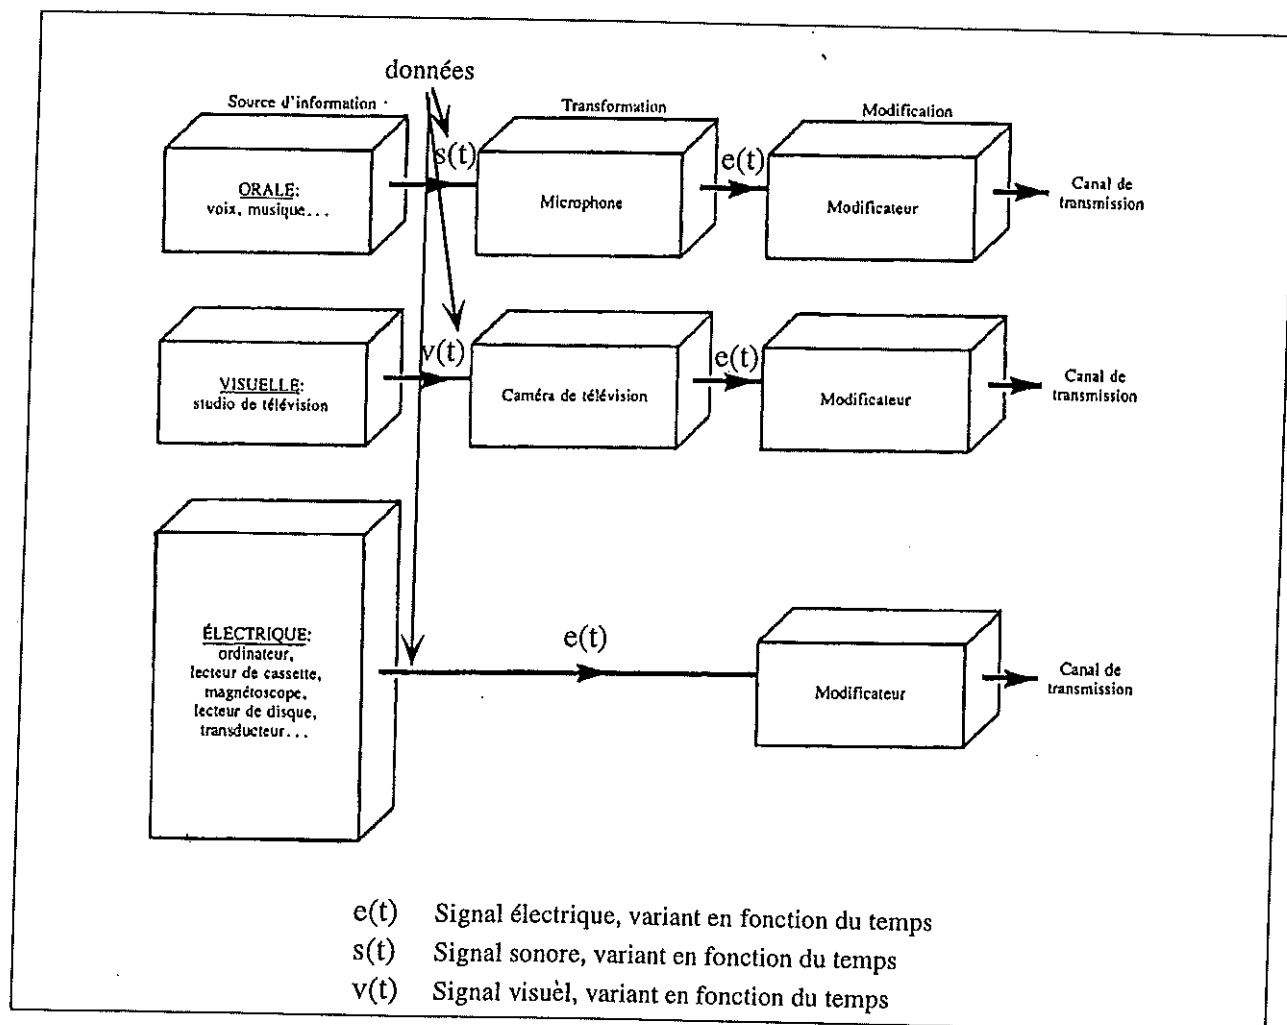 données
Source d'information
Transformation
Modification
s(t)
e(t)
ORALE:
voix, musique...
Microphone
Modificateur
Canal de
transmission
v(t)
e(t)
VISUELLE:
studio de télévision
Caméra de télévision
Modificateur
Canal de
transmission
ÉLECTRIQUE:
ordinateur,
lecteur de cassette,
magnétoscope,
lecteur de disque,
transducteur...
e(t)
Modificateur
Canal de
transmission
e(t) Signal électrique, variant en fonction du temps
s(t) Signal sonore, variant en fonction du temps
v(t) Signal visuèl, variant en fonction du temps